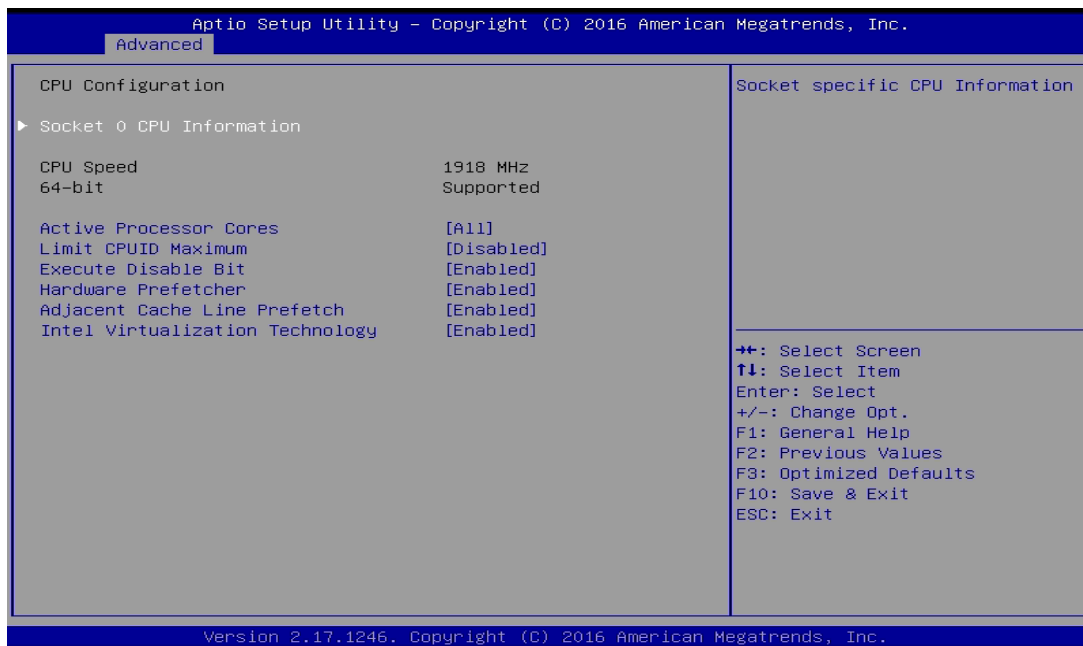 Aptio Setup Utility – Copyright (C) 2016 American Megatrends, Inc.
Advanced
CPU Configuration
Socket 0 CPU Information
CPU Speed 1918 MHz
64-bit Supported
Active Processor Cores [All]
Limit CPUID Maximum [Disabled]
Execute Disable Bit [Enabled]
Hardware Prefetcher [Enabled]
Adjacent Cache Line Prefetch [Enabled]
Intel Virtualization Technology [Enabled]
Socket specific CPU Information
→←: Select Screen
↑↓: Select Item
Enter: Select
+/-: Change Opt.
F1: General Help
F2: Previous Values
F3: Optimized Defaults
F10: Save & Exit
ESC: Exit
Version 2.17.1246. Copyright (C) 2016 American Megatrends, Inc.